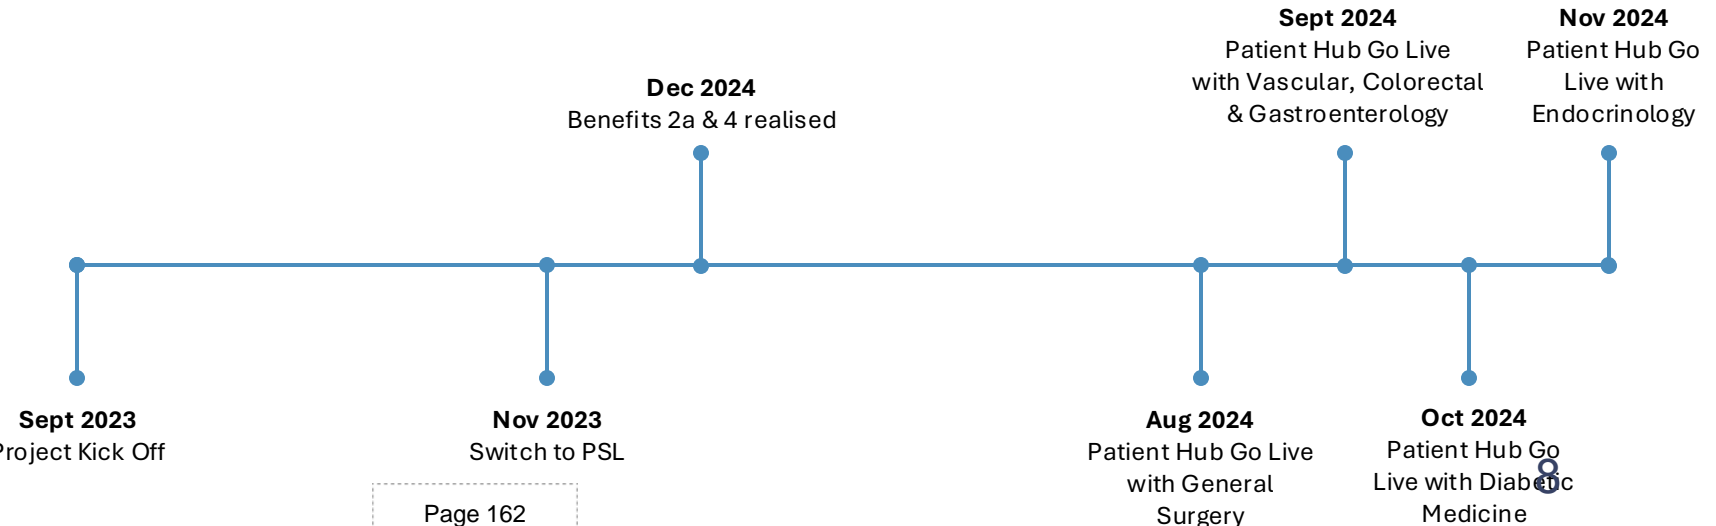 Sept 2024
Patient Hub Go Live
with Vascular, Colorectal
& Gastroenterology
Nov 2024
Patient Hub Go
Live with
Endocrinology
Dec 2024
Benefits 2a & 4 realised
Sept 2023
Project Kick Off
Nov 2023
Switch to PSL
Aug 2024
Patient Hub Go Live
with General
Surgery
Oct 2024
Patient Hub Go
Live with Diabetic
Medicine
8
Page 162